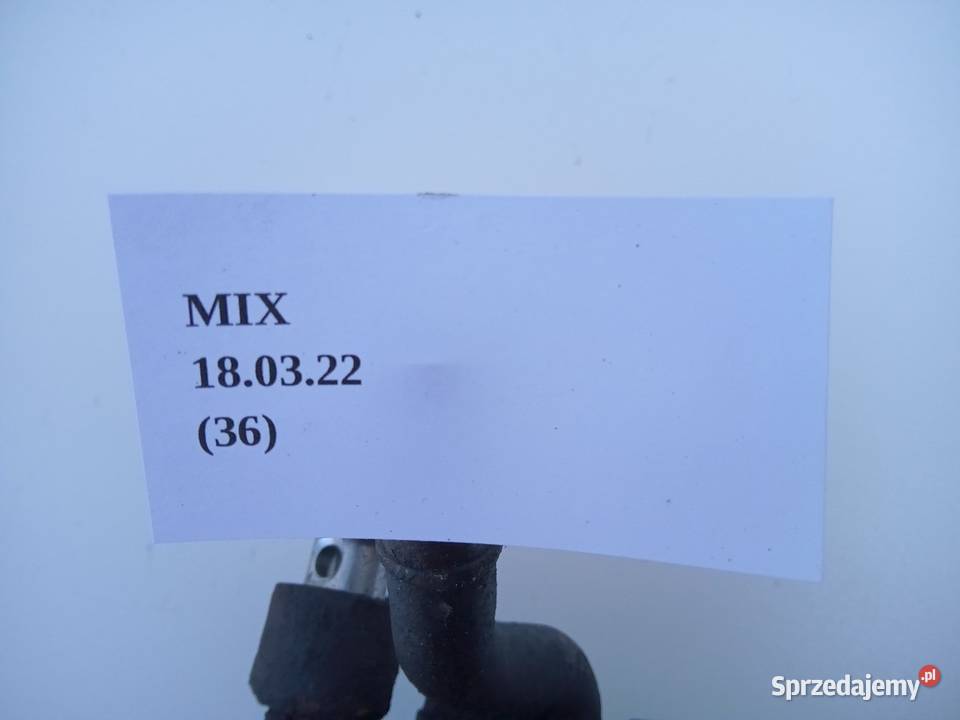 MIX
18.03.22
(36)
Sprzedajemy.pl